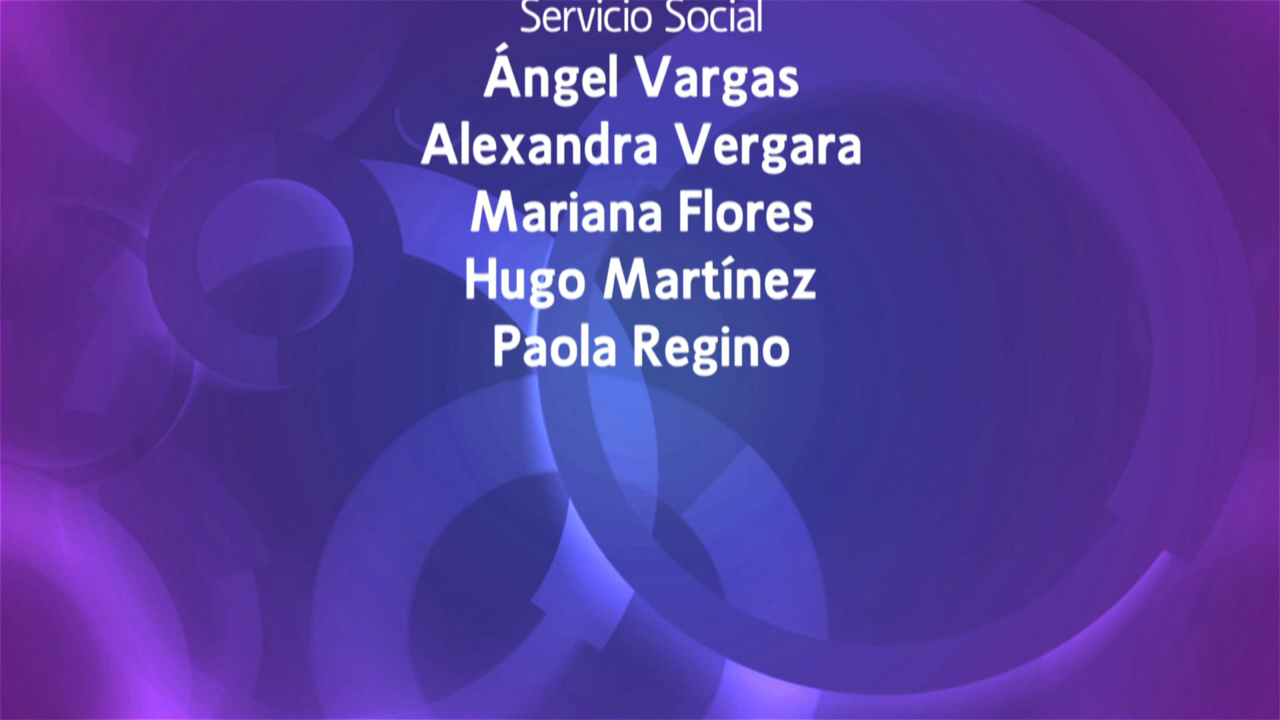 Servicio Social
Ángel Vargas
Alexandra Vergara
Mariana Flores
Hugo Martínez
Paola Regino